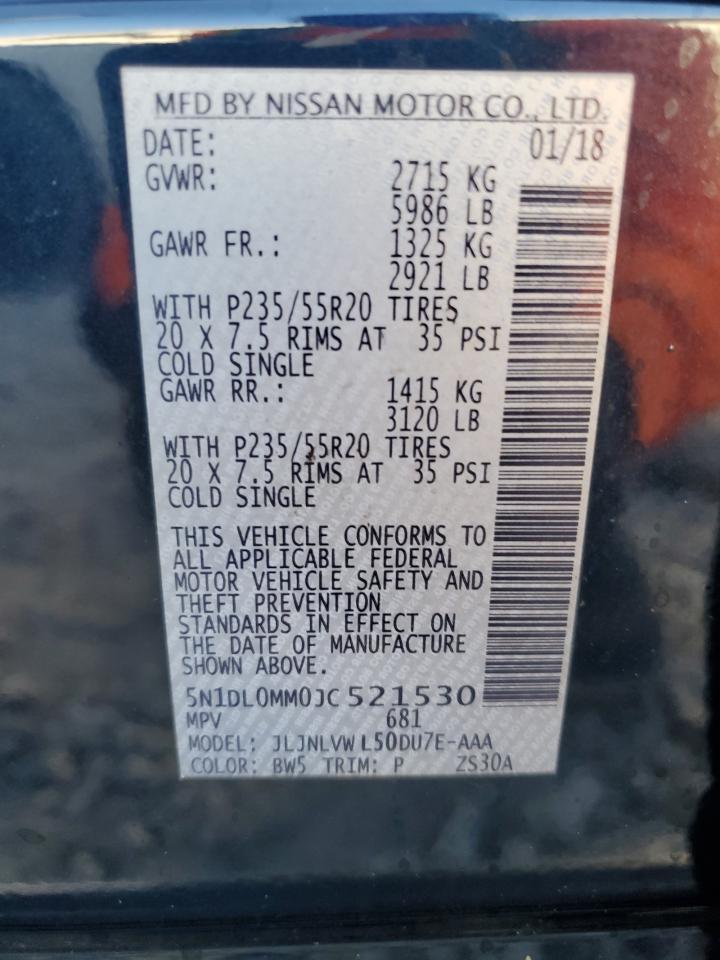 MFD BY NISSAN MOTOR CO., LTD.
DATE: 01/18
GVWR: 2715 KG
5986 LB
GAWR FR.: 1325 KG
2921 LB
WITH P235/55R20 TIRES
20 X 7.5 RIMS AT 35 PSI
COLD SINGLE
GAWR RR.: 1415 KG
3120 LB
WITH P235/55R20 TIRES
20 X 7.5 RIMS AT 35 PSI
COLD SINGLE
THIS VEHICLE CONFORMS TO
ALL APPLICABLE FEDERAL
MOTOR VEHICLE SAFETY AND
THEFT PREVENTION
STANDARDS IN EFFECT ON
THE DATE OF MANUFACTURE
SHOWN ABOVE.
5N1DL0MM0JC521530
MPV 681
MODEL: JLJNLVWL50DU7E-AAA
COLOR: BW5 TRIM: P ZS30A